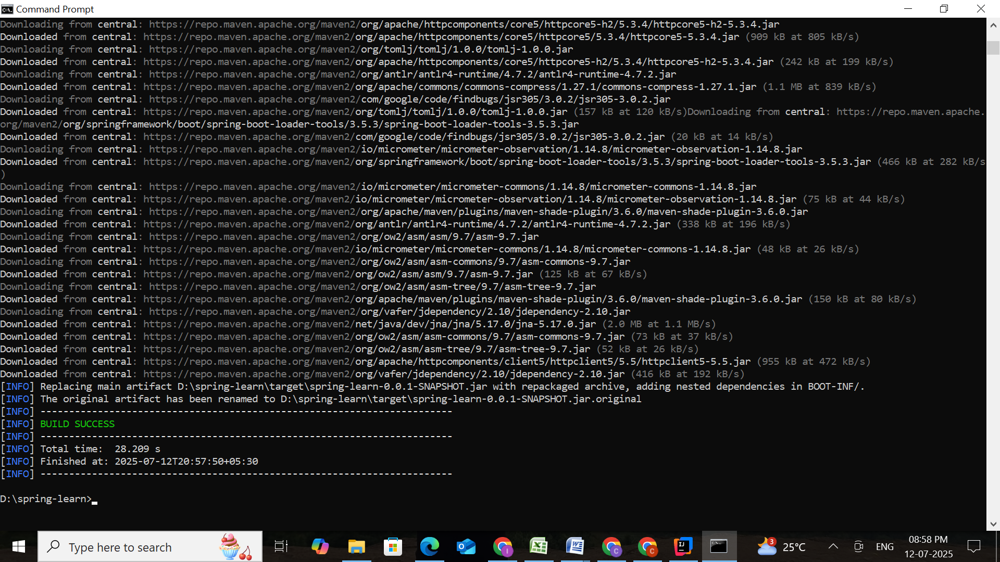 Command Prompt
Downloading from central: https://repo.maven.apache.org/maven2/org/apache/httpcomponents/core5/httpcore5-h2/5.3.4/httpcore5-h2-5.3.4.jar
Downloaded from central: https://repo.maven.apache.org/maven2/org/apache/httpcomponents/core5/httpcore5/5.3.4/httpcore5-5.3.4.jar (909 kB at 805 kB/s)
Downloading from central: https://repo.maven.apache.org/maven2/org/tomlj/tomlj/1.0.0/tomlj-1.0.0.jar
Downloaded from central: https://repo.maven.apache.org/maven2/org/apache/httpcomponents/core5/httpcore5-h2/5.3.4/httpcore5-h2-5.3.4.jar (242 kB at 199 kB/s)
Downloading from central: https://repo.maven.apache.org/maven2/org/antlr/antlr4-runtime/4.7.2/antlr4-runtime-4.7.2.jar
Downloaded from central: https://repo.maven.apache.org/maven2/org/apache/commons/commons-compress/1.27.1/commons-compress-1.27.1.jar (1.1 MB at 839 kB/s)
Downloading from central: https://repo.maven.apache.org/maven2/com/google/code/findbugs/jsr305/3.0.2/jsr305-3.0.2.jar
Downloaded from central: https://repo.maven.apache.org/maven2/org/tomlj/tomlj/1.0.0/tomlj-1.0.0.jar (157 kB at 120 kB/s)Downloading from central: https://repo.maven.apache.
org/maven2/org/springframework/boot/spring-boot-loader-tools/3.5.3/spring-boot-loader-tools-3.5.3.jar
Downloaded from central: https://repo.maven.apache.org/maven2/com/google/code/findbugs/jsr305/3.0.2/jsr305-3.0.2.jar (20 kB at 14 kB/s)
Downloading from central: https://repo.maven.apache.org/maven2/io/micrometer/micrometer-observation/1.14.8/micrometer-observation-1.14.8.jar
Downloaded from central: https://repo.maven.apache.org/maven2/org/springframework/boot/spring-boot-loader-tools/3.5.3/spring-boot-loader-tools-3.5.3.jar (466 kB at 282 kB/s
)
Downloading from central: https://repo.maven.apache.org/maven2/io/micrometer/micrometer-commons/1.14.8/micrometer-commons-1.14.8.jar
Downloaded from central: https://repo.maven.apache.org/maven2/io/micrometer/micrometer-observation/1.14.8/micrometer-observation-1.14.8.jar (75 kB at 44 kB/s)
Downloading from central: https://repo.maven.apache.org/maven2/org/apache/maven/plugins/maven-shade-plugin/3.6.0/maven-shade-plugin-3.6.0.jar
Downloaded from central: https://repo.maven.apache.org/maven2/org/antlr/antlr4-runtime/4.7.2/antlr4-runtime-4.7.2.jar (338 kB at 196 kB/s)
Downloading from central: https://repo.maven.apache.org/maven2/org/ow2/asm/asm/9.7/asm-9.7.jar
Downloaded from central: https://repo.maven.apache.org/maven2/io/micrometer/micrometer-commons/1.14.8/micrometer-commons-1.14.8.jar (48 kB at 26 kB/s)
Downloading from central: https://repo.maven.apache.org/maven2/org/ow2/asm/asm-commons/9.7/asm-commons-9.7.jar
Downloaded from central: https://repo.maven.apache.org/maven2/org/ow2/asm/asm/9.7/asm-9.7.jar (125 kB at 67 kB/s)
Downloading from central: https://repo.maven.apache.org/maven2/org/ow2/asm/asm-tree/9.7/asm-tree-9.7.jar
Downloaded from central: https://repo.maven.apache.org/maven2/org/apache/maven/plugins/maven-shade-plugin/3.6.0/maven-shade-plugin-3.6.0.jar (150 kB at 80 kB/s)
Downloading from central: https://repo.maven.apache.org/maven2/org/vafer/jdependency/2.10/jdependency-2.10.jar
Downloaded from central: https://repo.maven.apache.org/maven2/net/java/dev/jna/jna/5.17.0/jna-5.17.0.jar (2.0 MB at 1.1 MB/s)
Downloaded from central: https://repo.maven.apache.org/maven2/org/ow2/asm/asm-commons/9.7/asm-commons-9.7.jar (73 kB at 37 kB/s)
Downloaded from central: https://repo.maven.apache.org/maven2/org/ow2/asm/asm-tree/9.7/asm-tree-9.7.jar (52 kB at 26 kB/s)
Downloaded from central: https://repo.maven.apache.org/maven2/org/apache/httpcomponents/client5/httpclient5/5.5/httpclient5-5.5.jar (955 kB at 472 kB/s)
Downloaded from central: https://repo.maven.apache.org/maven2/org/vafer/jdependency/2.10/jdependency-2.10.jar (416 kB at 192 kB/s)
[INFO] Replacing main artifact D:\spring-learn\target\spring-learn-0.0.1-SNAPSHOT.jar with repackaged archive, adding nested dependencies in BOOT-INF/.
[INFO] The original artifact has been renamed to D:\spring-learn\target\spring-learn-0.0.1-SNAPSHOT.jar.original
[INFO] ------------------------------------------------------------------------
[INFO] BUILD SUCCESS
[INFO] ------------------------------------------------------------------------
[INFO] Total time:  28.209 s
[INFO] Finished at: 2025-07-12T20:57:50+05:30
[INFO] ------------------------------------------------------------------------
D:\spring-learn>
Type here to search
3
25°C
ENG
08:58 PM
12-07-2025